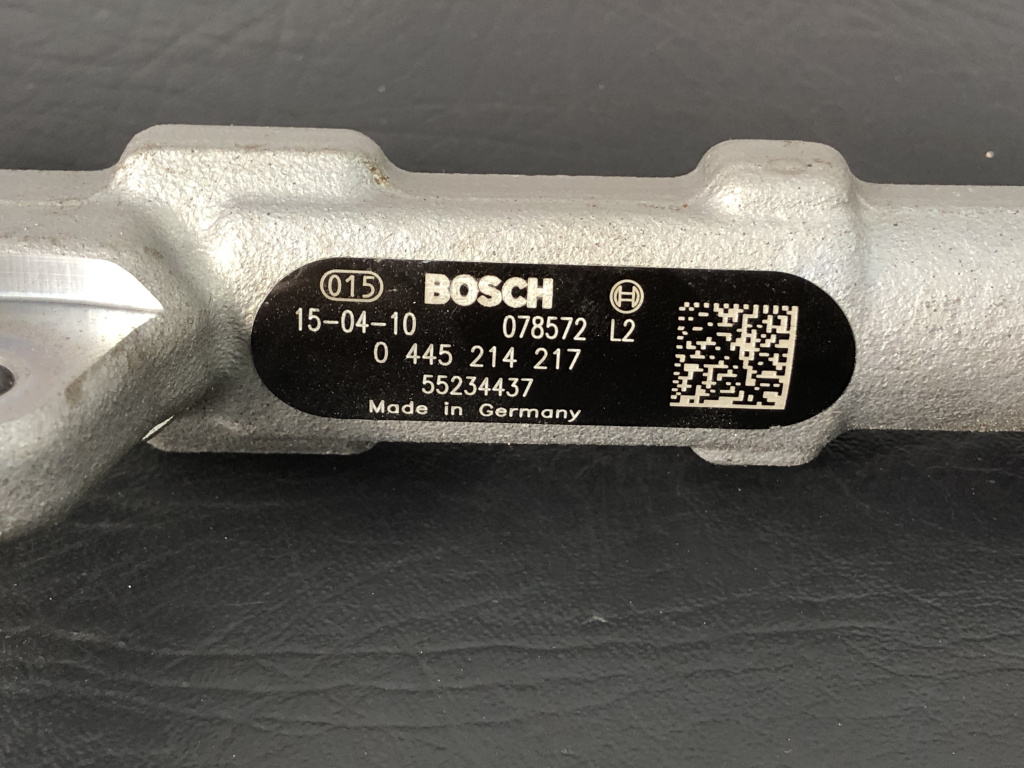 015 BOSCH
15-04-10 078572 L2
0 445 214 217
55234437
Made in Germany